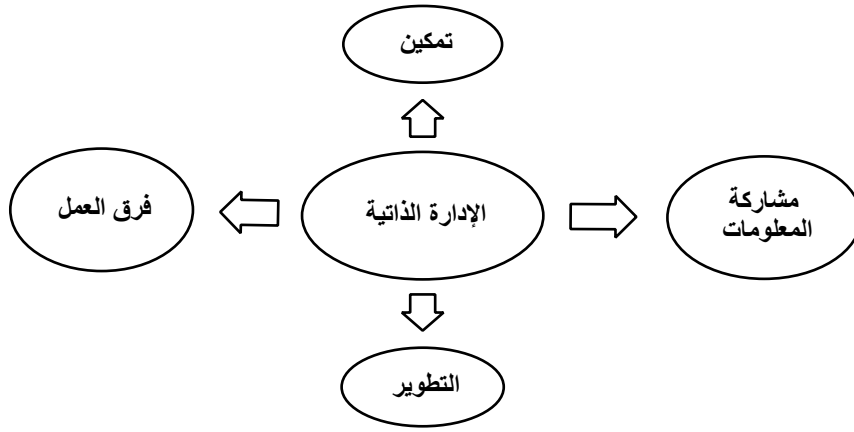 تمكين
مشاركة
المعلومات
الإدارة الذاتية
فرق العمل
التطوير